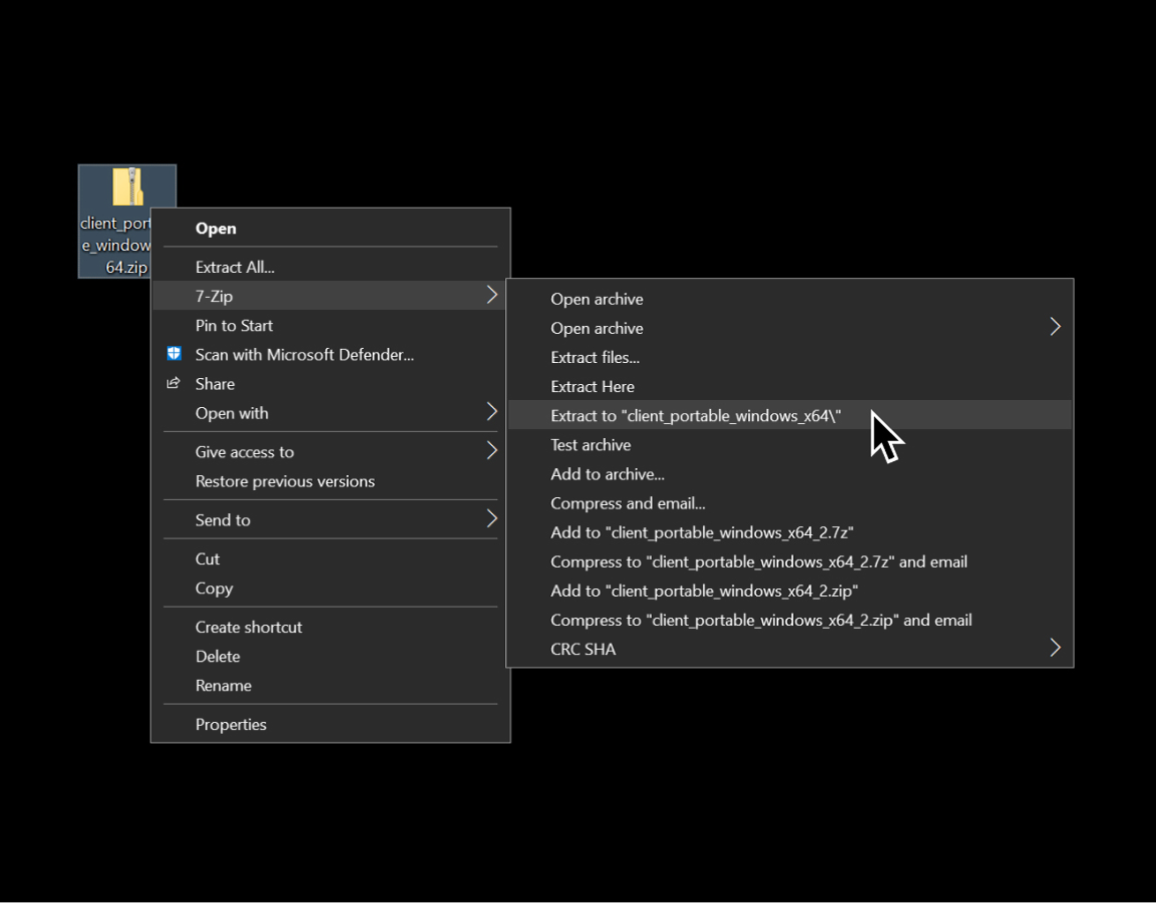 client_port
e_window
64.zip
Open
Extract All...
7-Zip
Pin to Start
Scan with Microsoft Defender...
Share
Open with
Give access to
Restore previous versions
Send to
Cut
Copy
Create shortcut
Delete
Rename
Properties
Open archive
Open archive
Extract files...
Extract Here
Extract to "client_portable_windows_x64\"
Test archive
Add to archive...
Compress and email...
Add to "client_portable_windows_x64_2.7z"
Compress to "client_portable_windows_x64_2.7z" and email
Add to "client_portable_windows_x64_2.zip"
Compress to "client_portable_windows_x64_2.zip" and email
CRC SHA